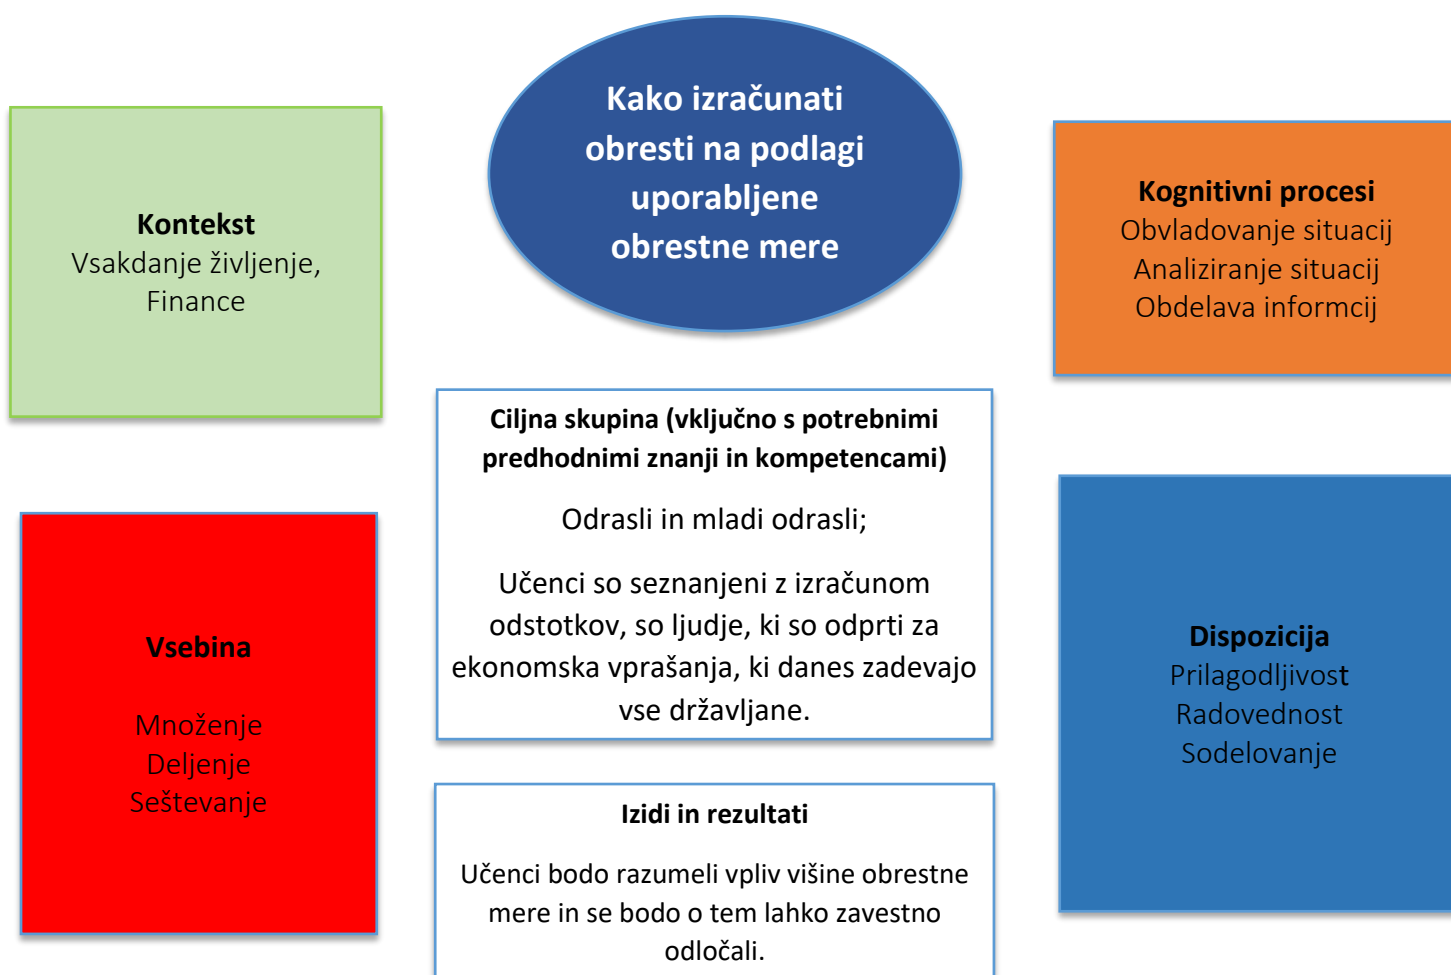 Kako izračunati
obresti na podlagi
uporabljene
obrestne mere
Kontekst
Vsakdanje življenje,
Finance
Kognitivni procesi
Obvladovanje situacij
Analiziranje situacij
Obdelava informcij
Ciljna skupina (vključno s potrebnimi
predhodnimi znanji in kompetencami)
Odrasli in mladi odrasli;
Učenci so seznanjeni z izračunom
odstotkov, so ljudje, ki so odprti za
ekonomska vprašanja, ki danes zadevajo
vse državljane.
Vsebina
Množenje
Deljenje
Seštevanje
Dispozicija
Prilagodljivost
Radovednost
Sodelovanje
Izidi in rezultati
Učenci bodo razumeli vpliv višine obrestne
mere in se bodo o tem lahko zavestno
odločali.